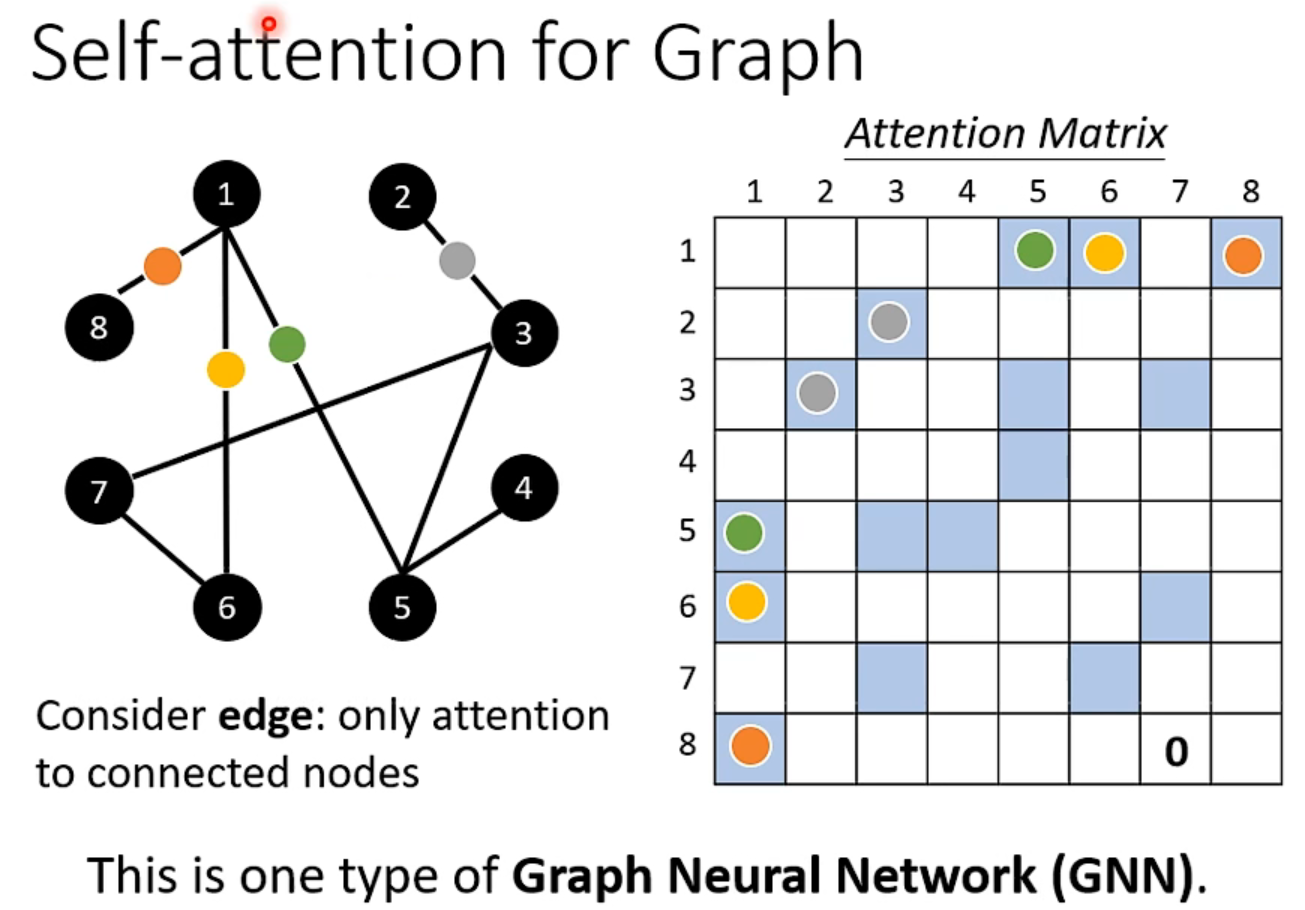 Self-attention for Graph
Attention Matrix
1 2 3 4 5 6 7 8
1
2
3
4
5
6
7
8
0
1
2
8
3
7
4
6
5
Consider edge: only attention
to connected nodes
This is one type of Graph Neural Network (GNN).